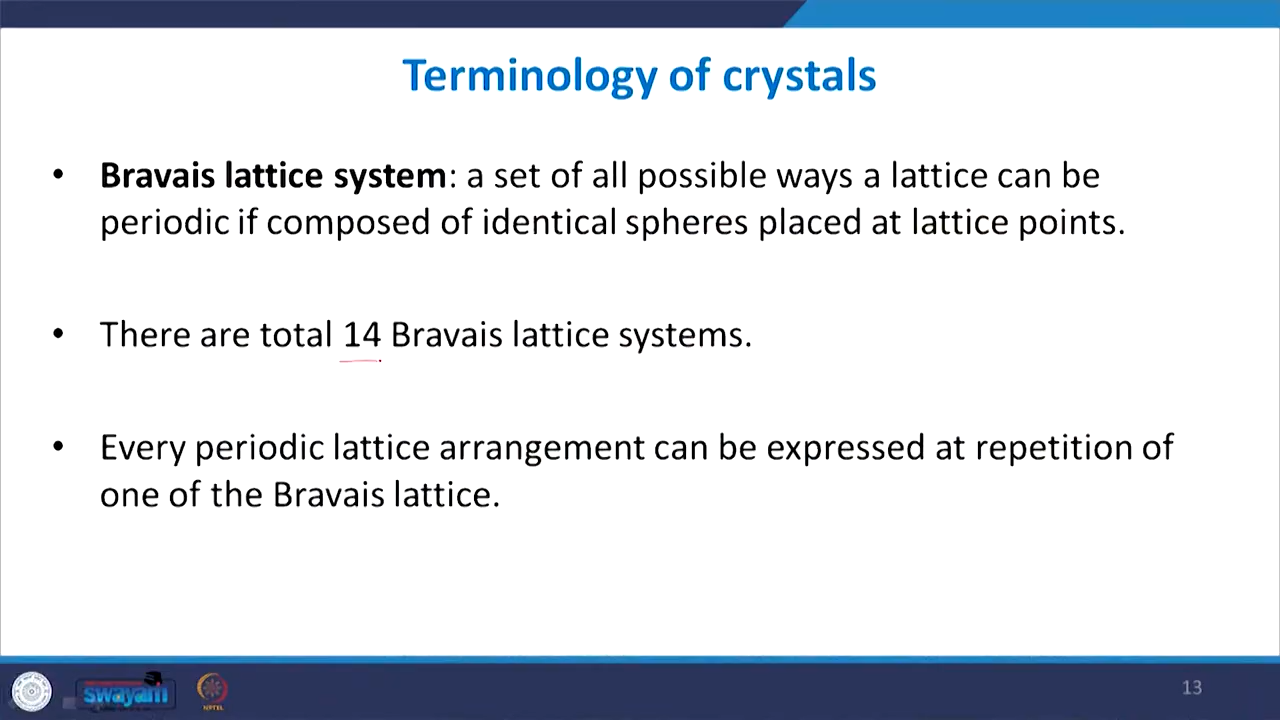 Terminology of crystals
• Bravais lattice system: a set of all possible ways a lattice can be
periodic if composed of identical spheres placed at lattice points.
• There are total 14 Bravais lattice systems.
• Every periodic lattice arrangement can be expressed at repetition of
one of the Bravais lattice.
swayam
NPTEL
13